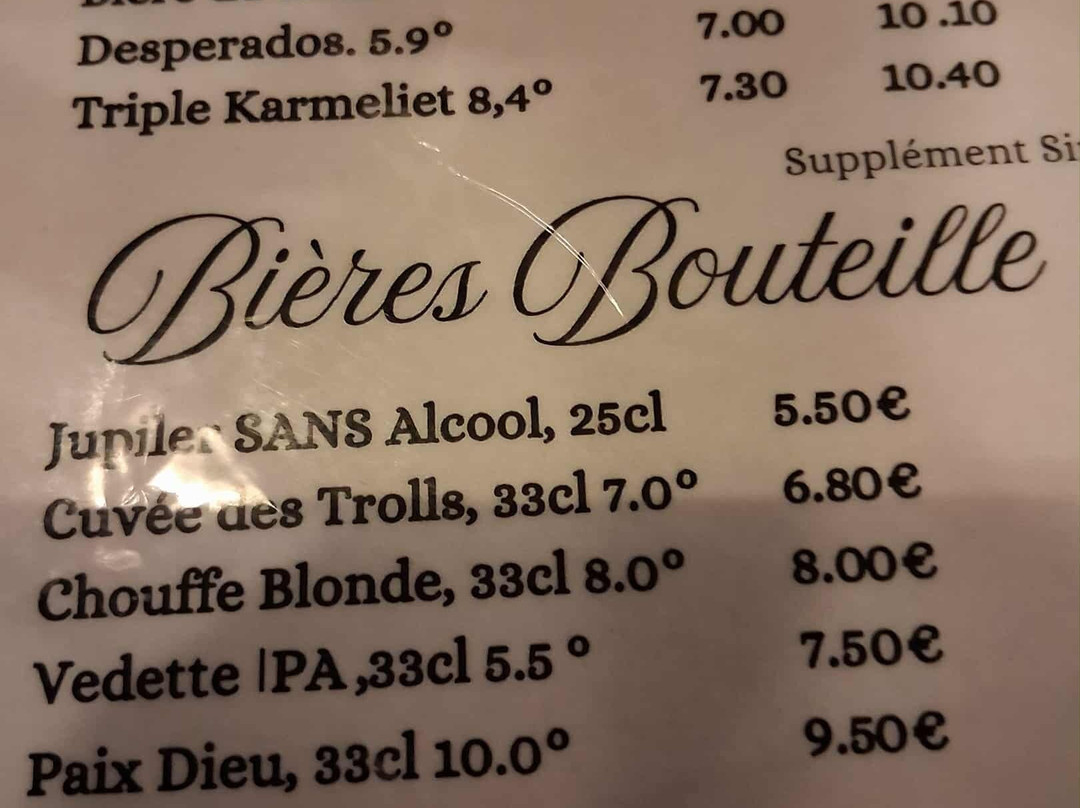 Desperados. 5.9° 7.00 10 .10
Triple Karmeliet 8,4° 7.30 10.40
Supplément
Bières Bouteille
Jupiler SANS Alcool, 25cl 5.50€
Cuvée des Trolls, 33cl 7.0° 6.80€
Chouffe Blonde, 33cl 8.0° 8.00€
Vedette IPA,33cl 5.5 ° 7.50€
Paix Dieu, 33cl 10.0° 9.50€